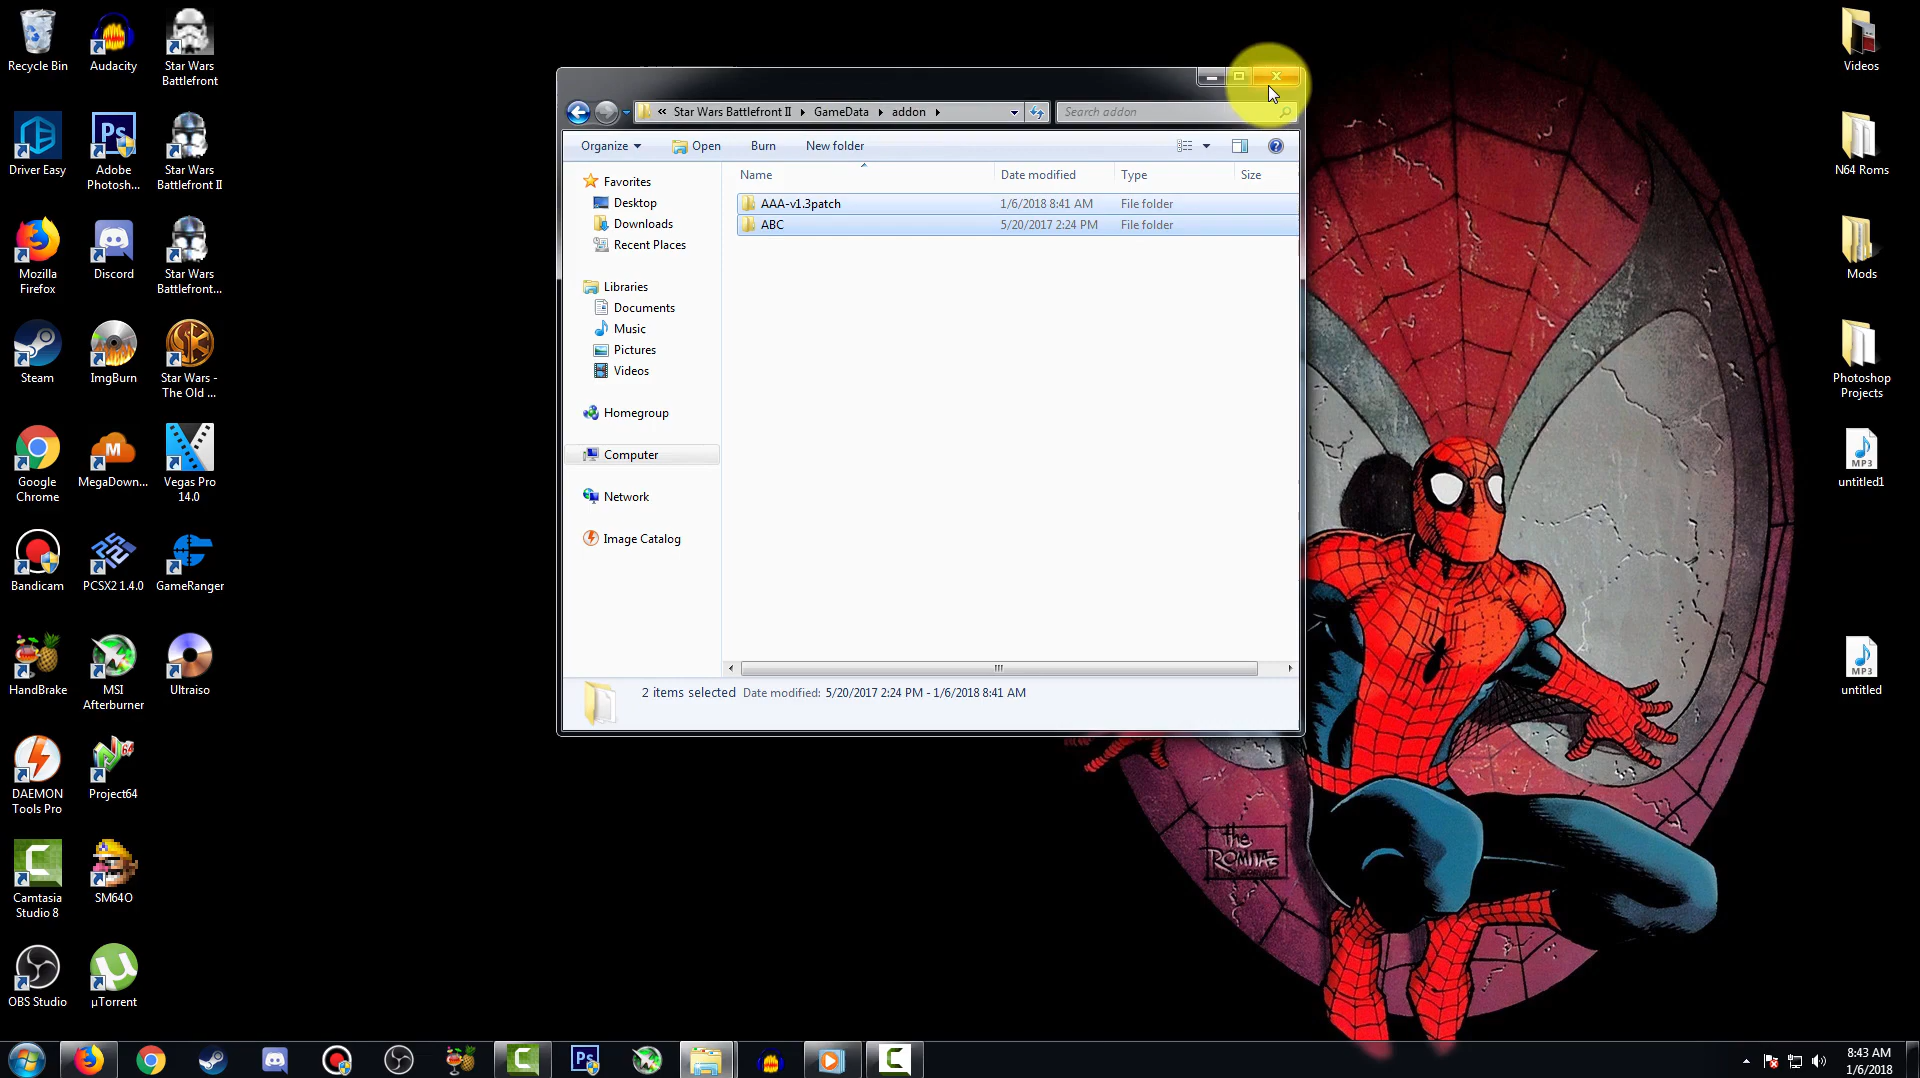 Recycle Bin
Audacity
Star Wars
Battlefront
Driver Easy
Adobe
Photosh...
Star Wars
Battlefront II
Mozilla
Firefox
Discord
Star Wars
Battlefront...
Steam
ImgBurn
Star Wars -
The Old ...
Google
Chrome
MegaDown...
Vegas Pro
14.0
Bandicam
PCSX2 1.4.0
GameRanger
HandBrake
MSI
Afterburner
Ultraiso
DAEMON
Tools Pro
Project64
Camtasia
Studio 8
SM64O
OBS Studio
µTorrent
« Star Wars Battlefront II GameData addon
Search addon
Organize Open Burn New folder
Favorites
Desktop
Downloads
Recent Places
Libraries
Documents
Music
Pictures
Videos
Homegroup
Computer
Network
Image Catalog
Name Date modified Type Size
AAA-v1.3patch 1/6/2018 8:41 AM File folder
ABC 5/20/2017 2:24 PM File folder
2 items selected Date modified: 5/20/2017 2:24 PM - 1/6/2018 8:41 AM
Videos
N64 Roms
Mods
Photoshop
Projects
MP3
untitled1
MP3
untitled
the
ROMITAS
8:43 AM
1/6/2018